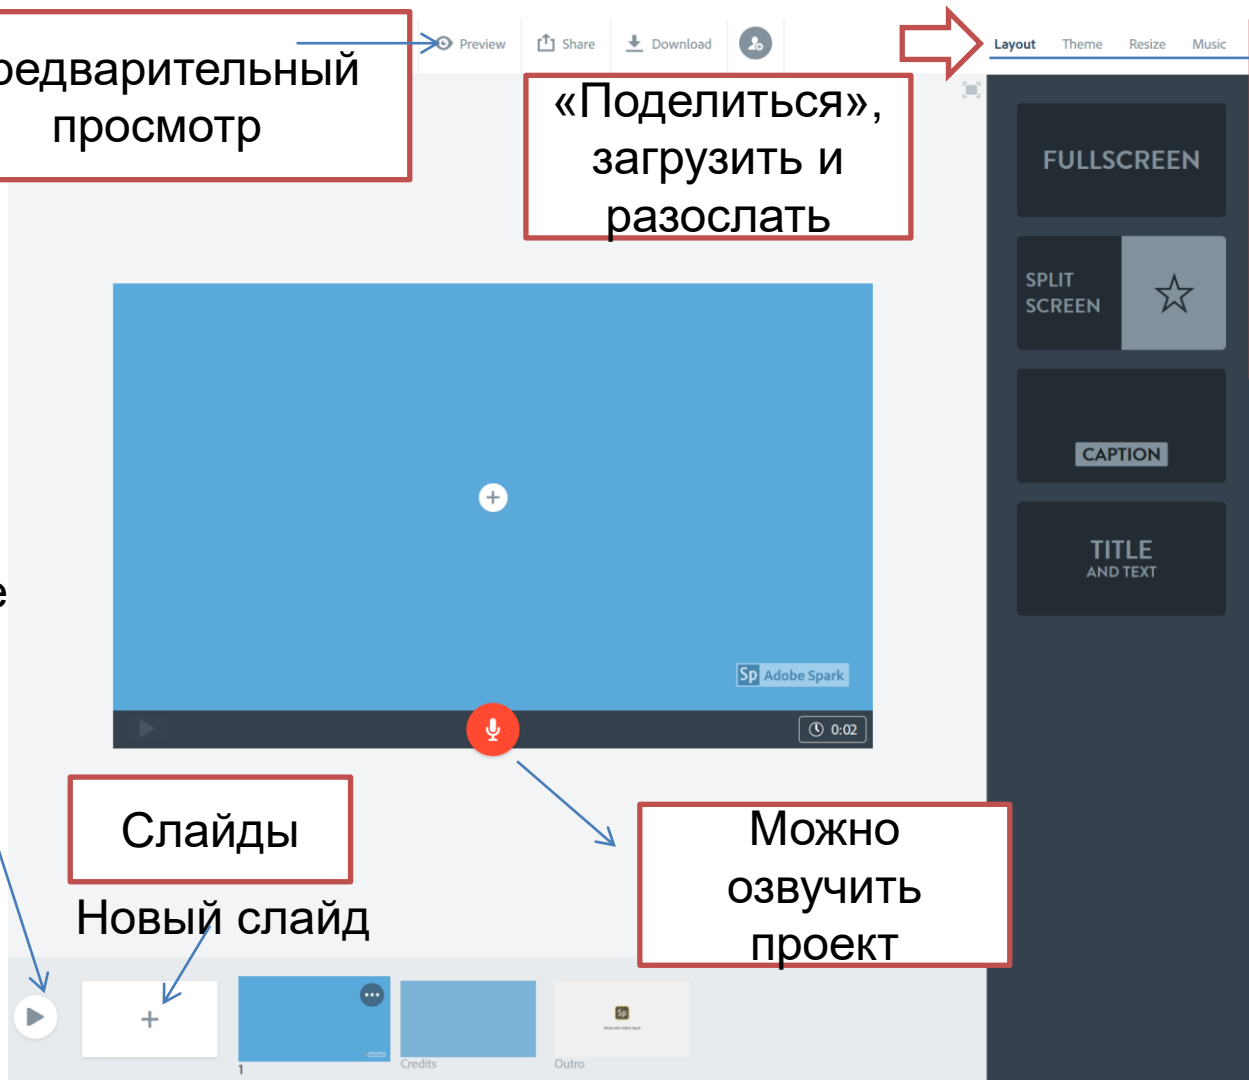 редварительный
просмотр
Preview
Share
Download
Layout Theme Resize Music
«Поделиться»,
загрузить и
разослать
FULLSCREEN
SPLIT
SCREEN
CAPTION
TITLE
AND TEXT
е
Sp Adobe Spark
0:02
Слайды
Новый слайд
Можно
озвучить
проект
Sp
1
Credits
Outro